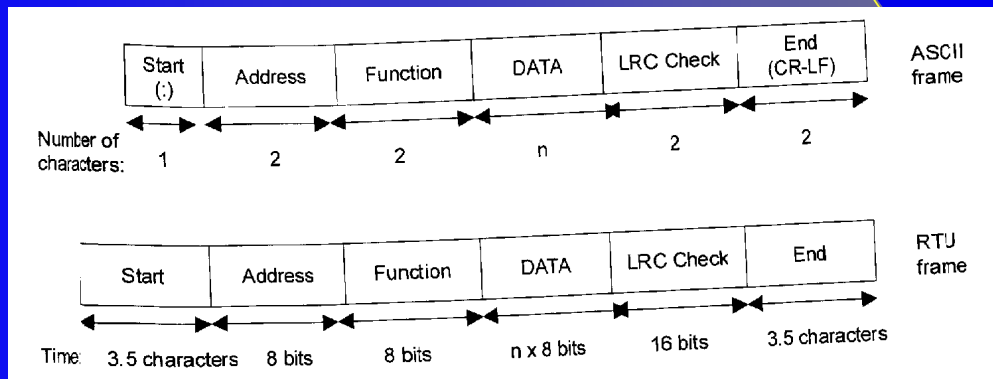 Start
(:)
Address
Function
DATA
LRC Check
End
(CR-LF)
ASCII
frame
Number of
characters:
1
2
2
n
2
2
Start
Address
Function
DATA
LRC Check
End
RTU
frame
Time:
3.5 characters
8 bits
8 bits
n x 8 bits
16 bits
3.5 characters